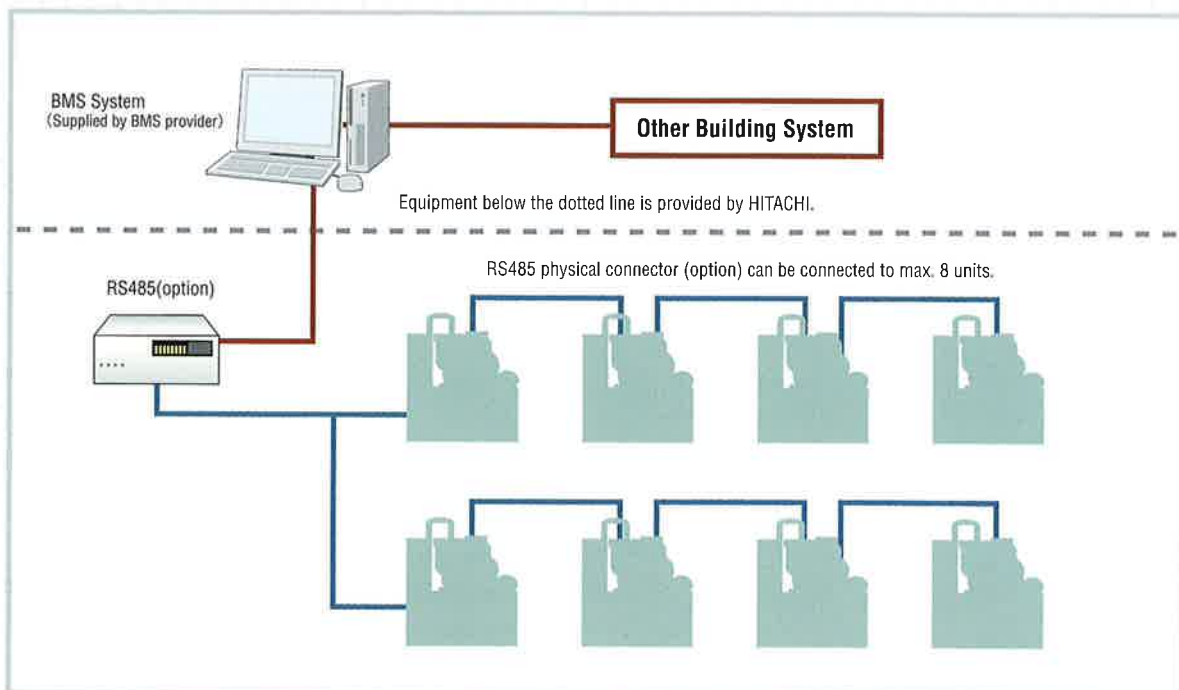 BMS System
(Supplied by BMS provider)
Other Building System
Equipment below the dotted line is provided by HITACHI.
RS485 physical connector (option) can be connected to max. 8 units.
RS485(option)